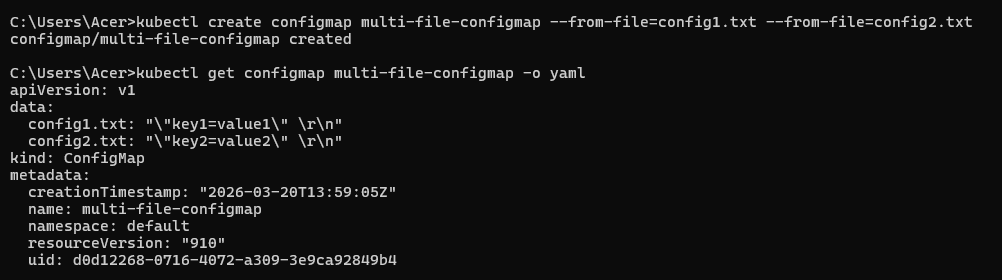 C:\Users\Acer>kubectl create configmap multi-file-configmap --from-file=config1.txt --from-file=config2.txt
configmap/multi-file-configmap created
C:\Users\Acer>kubectl get configmap multi-file-configmap -o yaml
apiVersion: v1
data:
  config1.txt: "\"key1=value1\" \r\n"
  config2.txt: "\"key2=value2\" \r\n"
kind: ConfigMap
metadata:
  creationTimestamp: "2026-03-20T13:59:05Z"
  name: multi-file-configmap
  namespace: default
  resourceVersion: "910"
  uid: d0d12268-0716-4072-a309-3e9ca92849b4